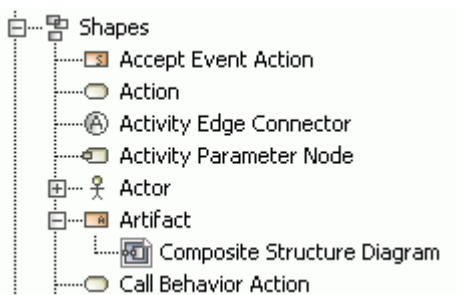 Shapes
Accept Event Action
Action
Activity Edge Connector
Activity Parameter Node
Actor
Artifact
Composite Structure Diagram
Call Behavior Action